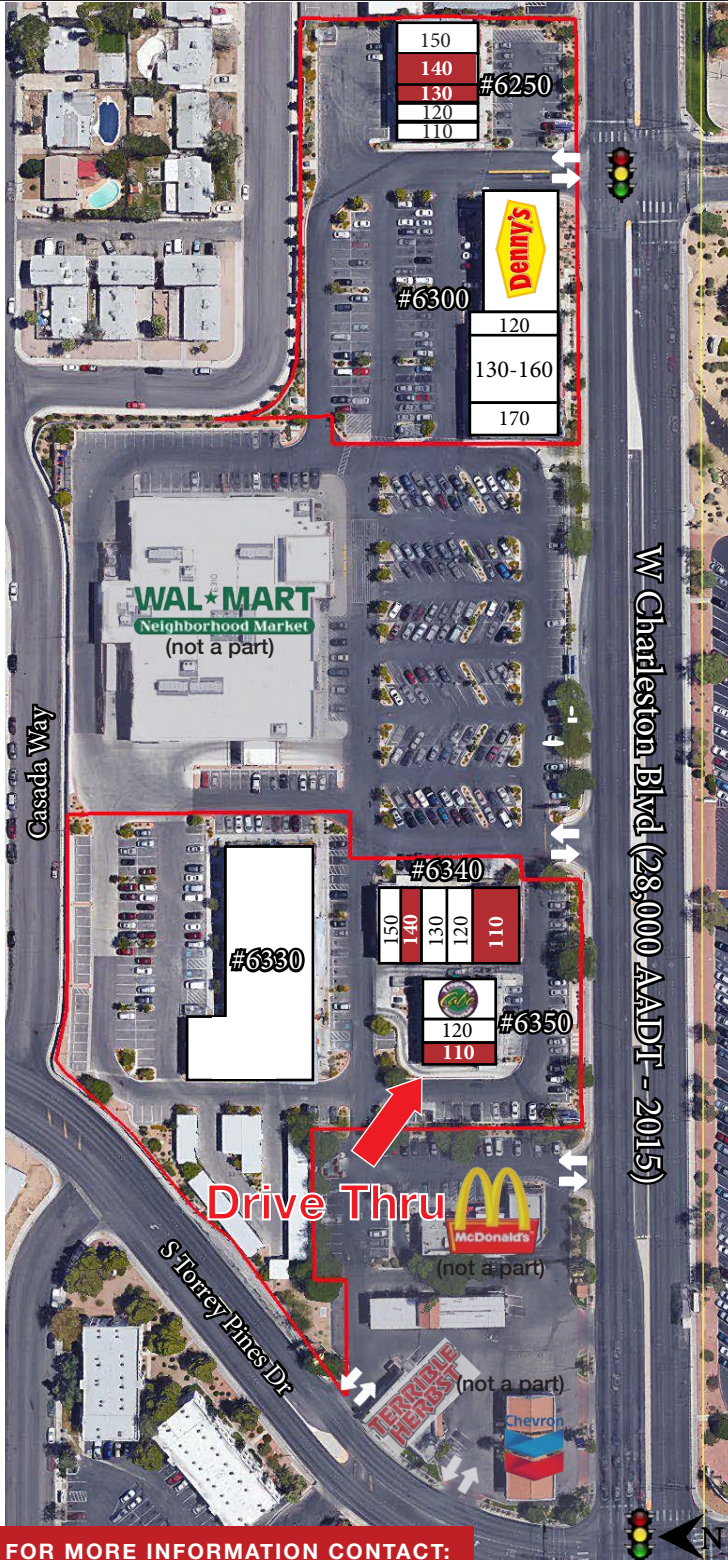 150
140
130
120
110
#6250
Denny's
#6300
120
130-160
170
WAL★MART
Neighborhood Market
(not a part)
W Charleston Blvd (28,000 AADT - 2015)
Casada Way
#6340
150
140
130
120
110
#6330
Cafe
120
110
#6350
Drive Thru
McDonald's
(not a part)
S Torrey Pines Dr
TERRIBLE
HERBST
(not a part)
Chevron
N
FOR MORE INFORMATION CONTACT: